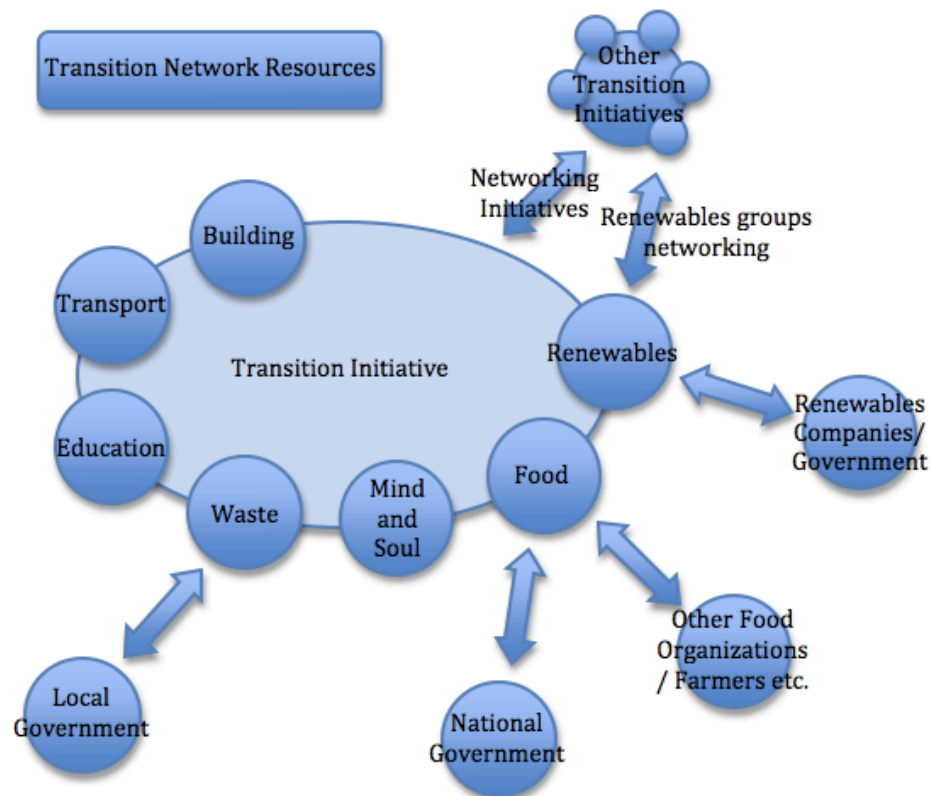 Transition Network Resources
Other
Transition
Initiatives
Networking
Initiatives
Renewables groups
networking
Building
Transport
Renewables
Transition Initiative
Renewables
Companies/
Government
Education
Food
Mind
and
Soul
Waste
Other Food
Organizations
/ Farmers etc.
Local
Government
National
Government